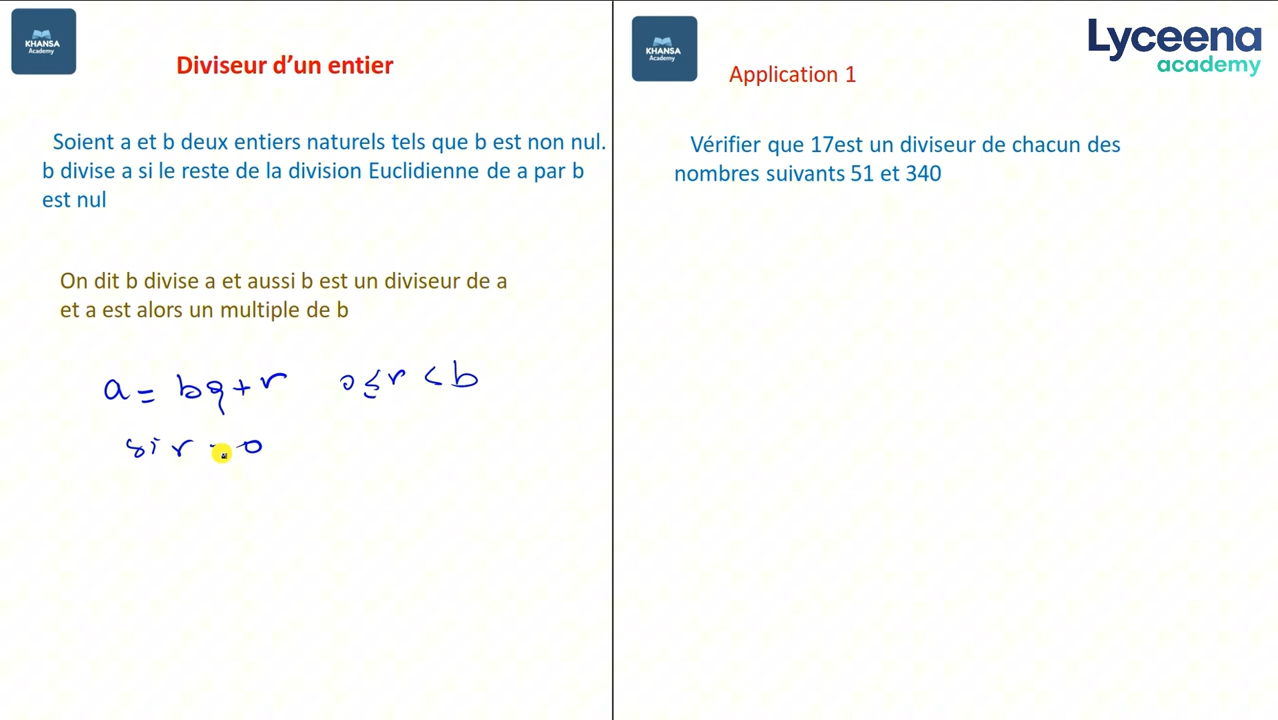 KHANSA
Academy
Diviseur d’un entier
Soient a et b deux entiers naturels tels que b est non nul.
b divise a si le reste de la division Euclidienne de a par b
est nul
On dit b divise a et aussi b est un diviseur de a
et a est alors un multiple de b
a = bq + r    0 ≤ r < b
si r = 0
KHANSA
Academy
Lyceena
academy
Application 1
Vérifier que 17est un diviseur de chacun des
nombres suivants 51 et 340